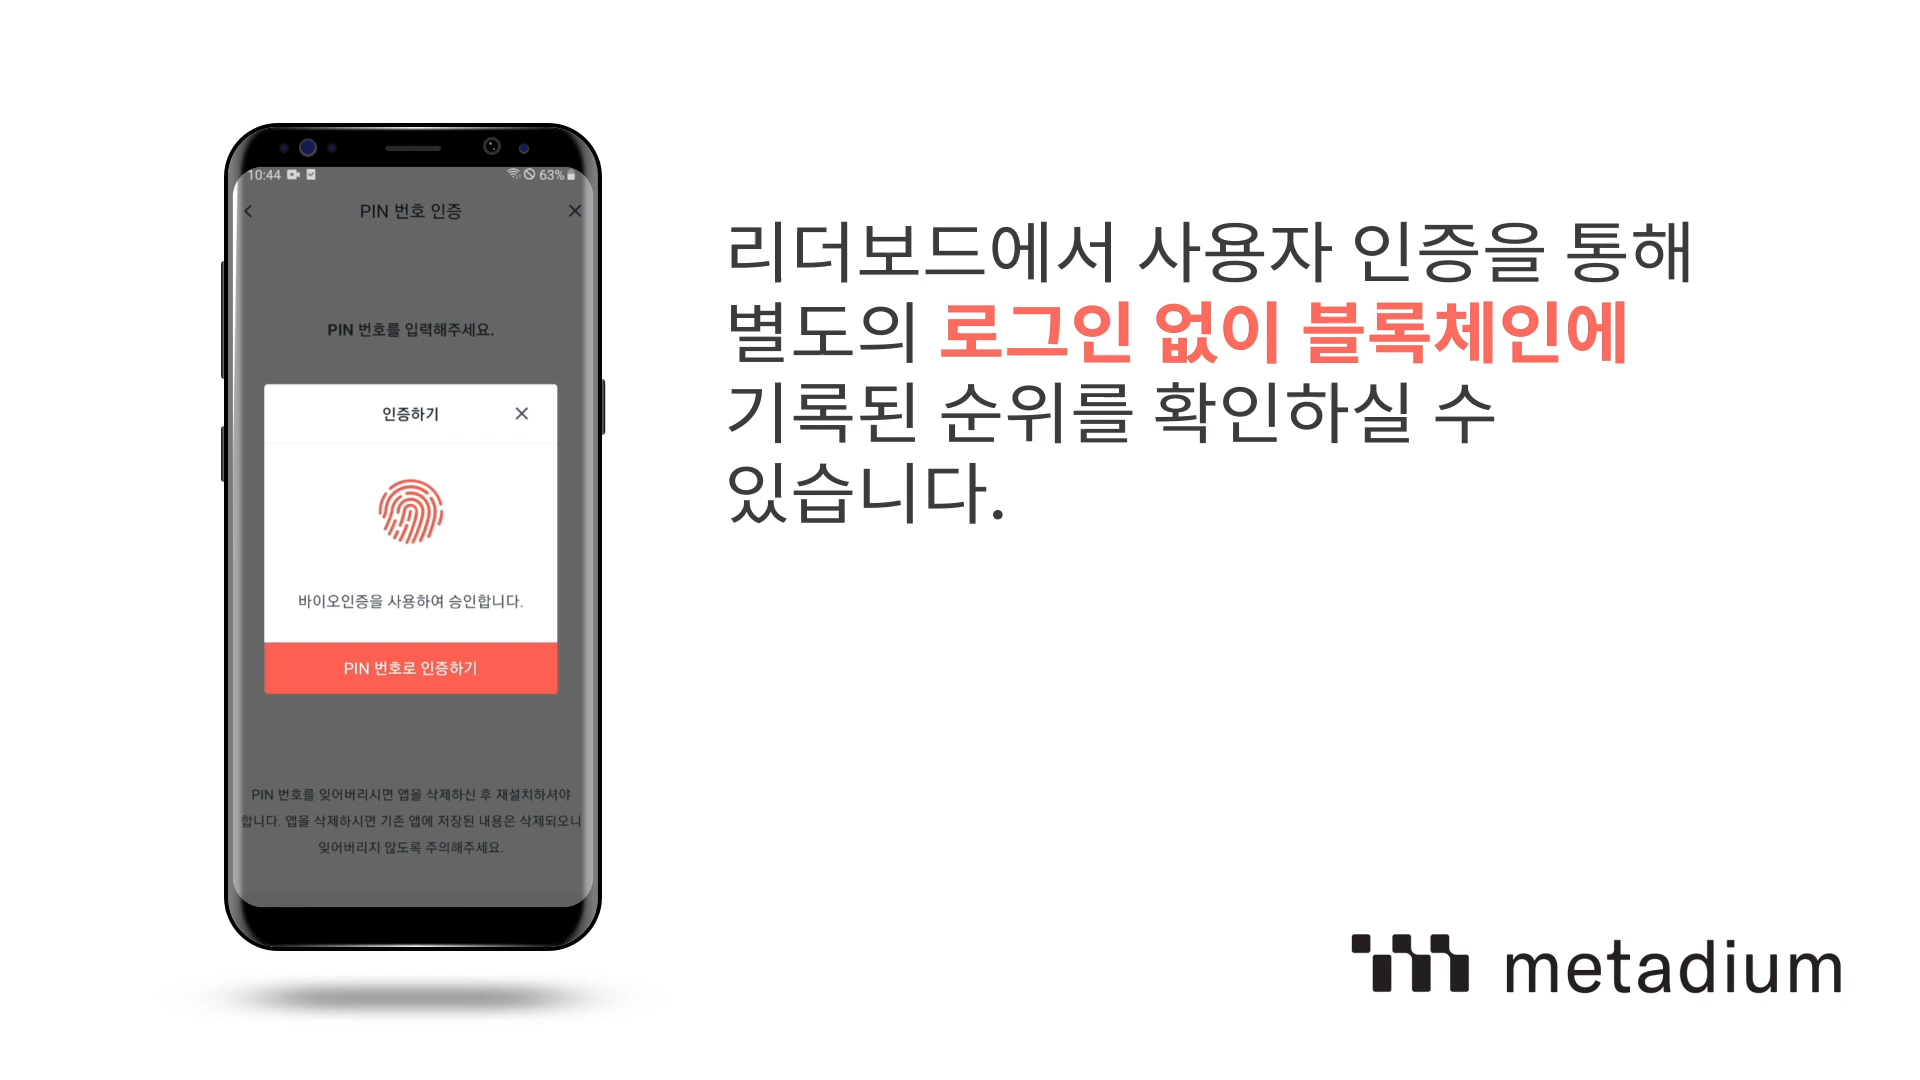 10:44
63%
PIN 번호 인증
PIN 번호를 입력해주세요.
인증하기
바이오인증을 사용하여 승인합니다.
PIN 번호로 인증하기
PIN 번호를 잊어버리시면 앱을 삭제하신 후 재설치하셔야
합니다. 앱을 삭제하시면 기존 앱에 저장된 내용은 삭제되오니
잊어버리지 않도록 주의해주세요.
리더보드에서 사용자 인증을 통해
별도의 로그인 없이 블록체인에
기록된 순위를 확인하실 수
있습니다.
metadium